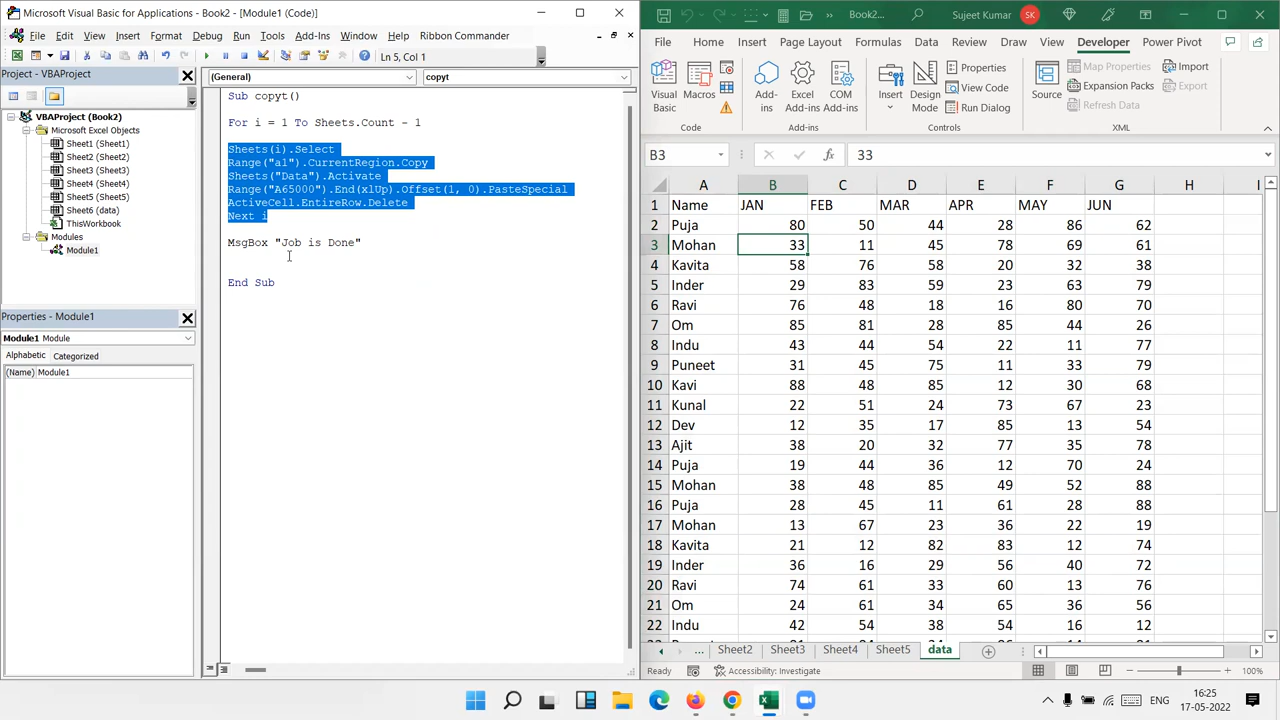 Microsoft Visual Basic for Applications - Book2 - [Module1 (Code)]
File Edit View Insert Format Debug Run Tools Add-Ins Window Help Ribbon Commander
Ln 5, Col 1
Project - VBAProject
VBAProject (Book2)
Microsoft Excel Objects
Sheet1 (Sheet1)
Sheet2 (Sheet2)
Sheet3 (Sheet3)
Sheet4 (Sheet4)
Sheet5 (Sheet5)
Sheet6 (data)
ThisWorkbook
Modules
Module1
Properties - Module1
Module1 Module
Alphabetic Categorized
(Name) Module1
(General) copyt
Sub copyt()
For i = 1 To Sheets.Count - 1
Sheets(i).Select
Range("a1").CurrentRegion.Copy
Sheets("Data").Activate
Range("A65000").End(xlUp).Offset(1, 0).PasteSpecial
ActiveCell.EntireRow.Delete
Next i
MsgBox "Job is Done"
End Sub
Book2... Sujeet Kumar SK
File Home Insert Page Layout Formulas Data Review View Developer Power Pivot
Visual Basic
Macros
Code
Add-ins
Excel Add-ins
COM Add-ins
Add-ins
Insert
Design Mode
Properties
View Code
Run Dialog
Controls
Source
Map Properties
Expansion Packs
Refresh Data
Import
Export
XML
B3 fx 33
A B C D E F G H I
1 Name JAN FEB MAR APR MAY JUN
2 Puja 80 50 44 28 86 62
3 Mohan 33 11 45 78 69 61
4 Kavita 58 76 58 20 32 38
5 Inder 29 83 59 23 63 79
6 Ravi 76 48 18 16 80 70
7 Om 85 81 28 85 44 26
8 Indu 43 44 54 22 11 77
9 Puneet 31 45 75 11 33 79
10 Kavi 88 48 85 12 30 68
11 Kunal 22 51 24 73 67 23
12 Dev 12 35 17 85 13 54
13 Ajit 38 20 32 77 35 78
14 Puja 19 44 36 12 70 24
15 Mohan 38 48 85 49 52 88
16 Puja 28 45 11 61 28 88
17 Mohan 13 67 23 36 22 19
18 Kavita 21 12 82 83 12 74
19 Inder 36 16 29 56 40 72
20 Ravi 74 61 33 60 13 76
21 Om 24 61 34 65 36 56
22 Indu 42 54 38 54 16 12
... Sheet2 Sheet3 Sheet4 Sheet5 data
Ready Accessibility: Investigate 100%
ENG 16:25
17-05-2022